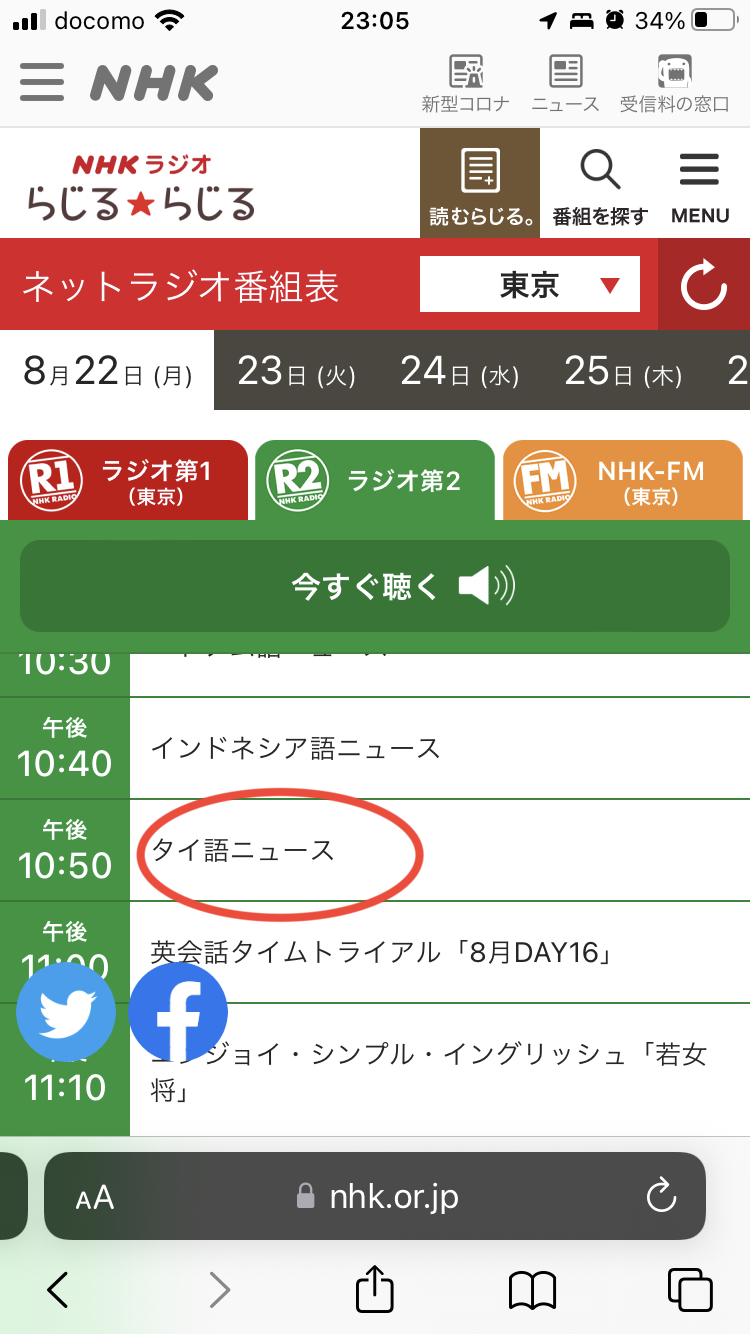 docomo 23:05 34%
NHK 新型コロナ ニュース 受信料の窓口
NHK ラジオ
らじる★らじる
読むらじる。 番組を探す MENU
ネットラジオ番組表 東京
8月22日 (月) 23日 (火) 24日 (水) 25日 (木) 2
R1 NHK RADIO ラジオ第1 (東京)
R2 NHK RADIO ラジオ第2
FM NHK RADIO NHK-FM (東京)
今すぐ聴く
10:30
午後 10:40 インドネシア語ニュース
午後 10:50 タイ語ニュース
午後 11:00 英会話タイムトライアル「8月DAY16」
11:10 エンジョイ・シンプル・イングリッシュ「若女
将」
AA nhk.or.jp